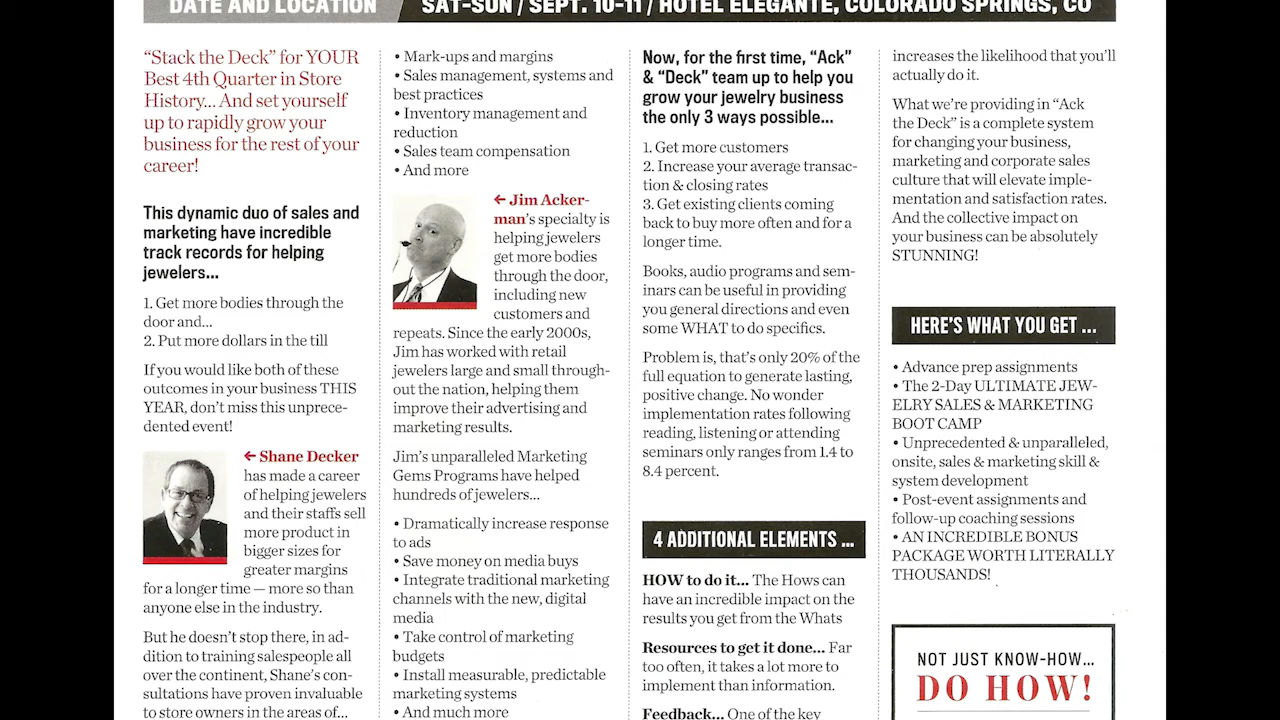 DATE AND LOCATION
SAT-SUN / SEPT. 10-11 / HOTEL ELEGANTE, COLORADO SPRINGS, CO
“Stack the Deck” for YOUR
Best 4th Quarter in Store
History... And set yourself
up to rapidly grow your
business for the rest of your
career!
This dynamic duo of sales and
marketing have incredible
track records for helping
jewelers...
1. Get more bodies through the
door and...
2. Put more dollars in the till
If you would like both of these
outcomes in your business THIS
YEAR, don’t miss this unprece-
dented event!
← Shane Decker
has made a career
of helping jewelers
and their staffs sell
more product in
bigger sizes for
greater margins
for a longer time — more so than
anyone else in the industry.
But he doesn’t stop there, in ad-
dition to training salespeople all
over the continent, Shane’s con-
sultations have proven invaluable
to store owners in the areas of...
• Mark-ups and margins
• Sales management, systems and
best practices
• Inventory management and
reduction
• Sales team compensation
• And more
← Jim Acker-
man’s specialty is
helping jewelers
get more bodies
through the door,
including new
customers and
repeats. Since the early 2000s,
Jim has worked with retail
jewelers large and small through-
out the nation, helping them
improve their advertising and
marketing results.
Jim’s unparalleled Marketing
Gems Programs have helped
hundreds of jewelers...
• Dramatically increase response
to ads
• Save money on media buys
• Integrate traditional marketing
channels with the new, digital
media
• Take control of marketing
budgets
• Install measurable, predictable
marketing systems
• And much more
Now, for the first time, “Ack”
& “Deck” team up to help you
grow your jewelry business
the only 3 ways possible...
1. Get more customers
2. Increase your average transac-
tion & closing rates
3. Get existing clients coming
back to buy more often and for a
longer time.
Books, audio programs and sem-
inars can be useful in providing
you general directions and even
some WHAT to do specifics.
Problem is, that’s only 20% of the
full equation to generate lasting,
positive change. No wonder
implementation rates following
reading, listening or attending
seminars only ranges from 1.4 to
8.4 percent.
4 ADDITIONAL ELEMENTS ...
HOW to do it... The Hows can
have an incredible impact on the
results you get from the Whats
Resources to get it done... Far
too often, it takes a lot more to
implement than information.
Feedback... One of the key
increases the likelihood that you’ll
actually do it.
What we’re providing in “Ack
the Deck” is a complete system
for changing your business,
marketing and corporate sales
culture that will elevate imple-
mentation and satisfaction rates.
And the collective impact on
your business can be absolutely
STUNNING!
HERE’S WHAT YOU GET ...
• Advance prep assignments
• The 2-Day ULTIMATE JEW-
ELRY SALES & MARKETING
BOOT CAMP
• Unprecedented & unparalleled,
onsite, sales & marketing skill &
system development
• Post-event assignments and
follow-up coaching sessions
• AN INCREDIBLE BONUS
PACKAGE WORTH LITERALLY
THOUSANDS!
NOT JUST KNOW-HOW...
DO HOW!